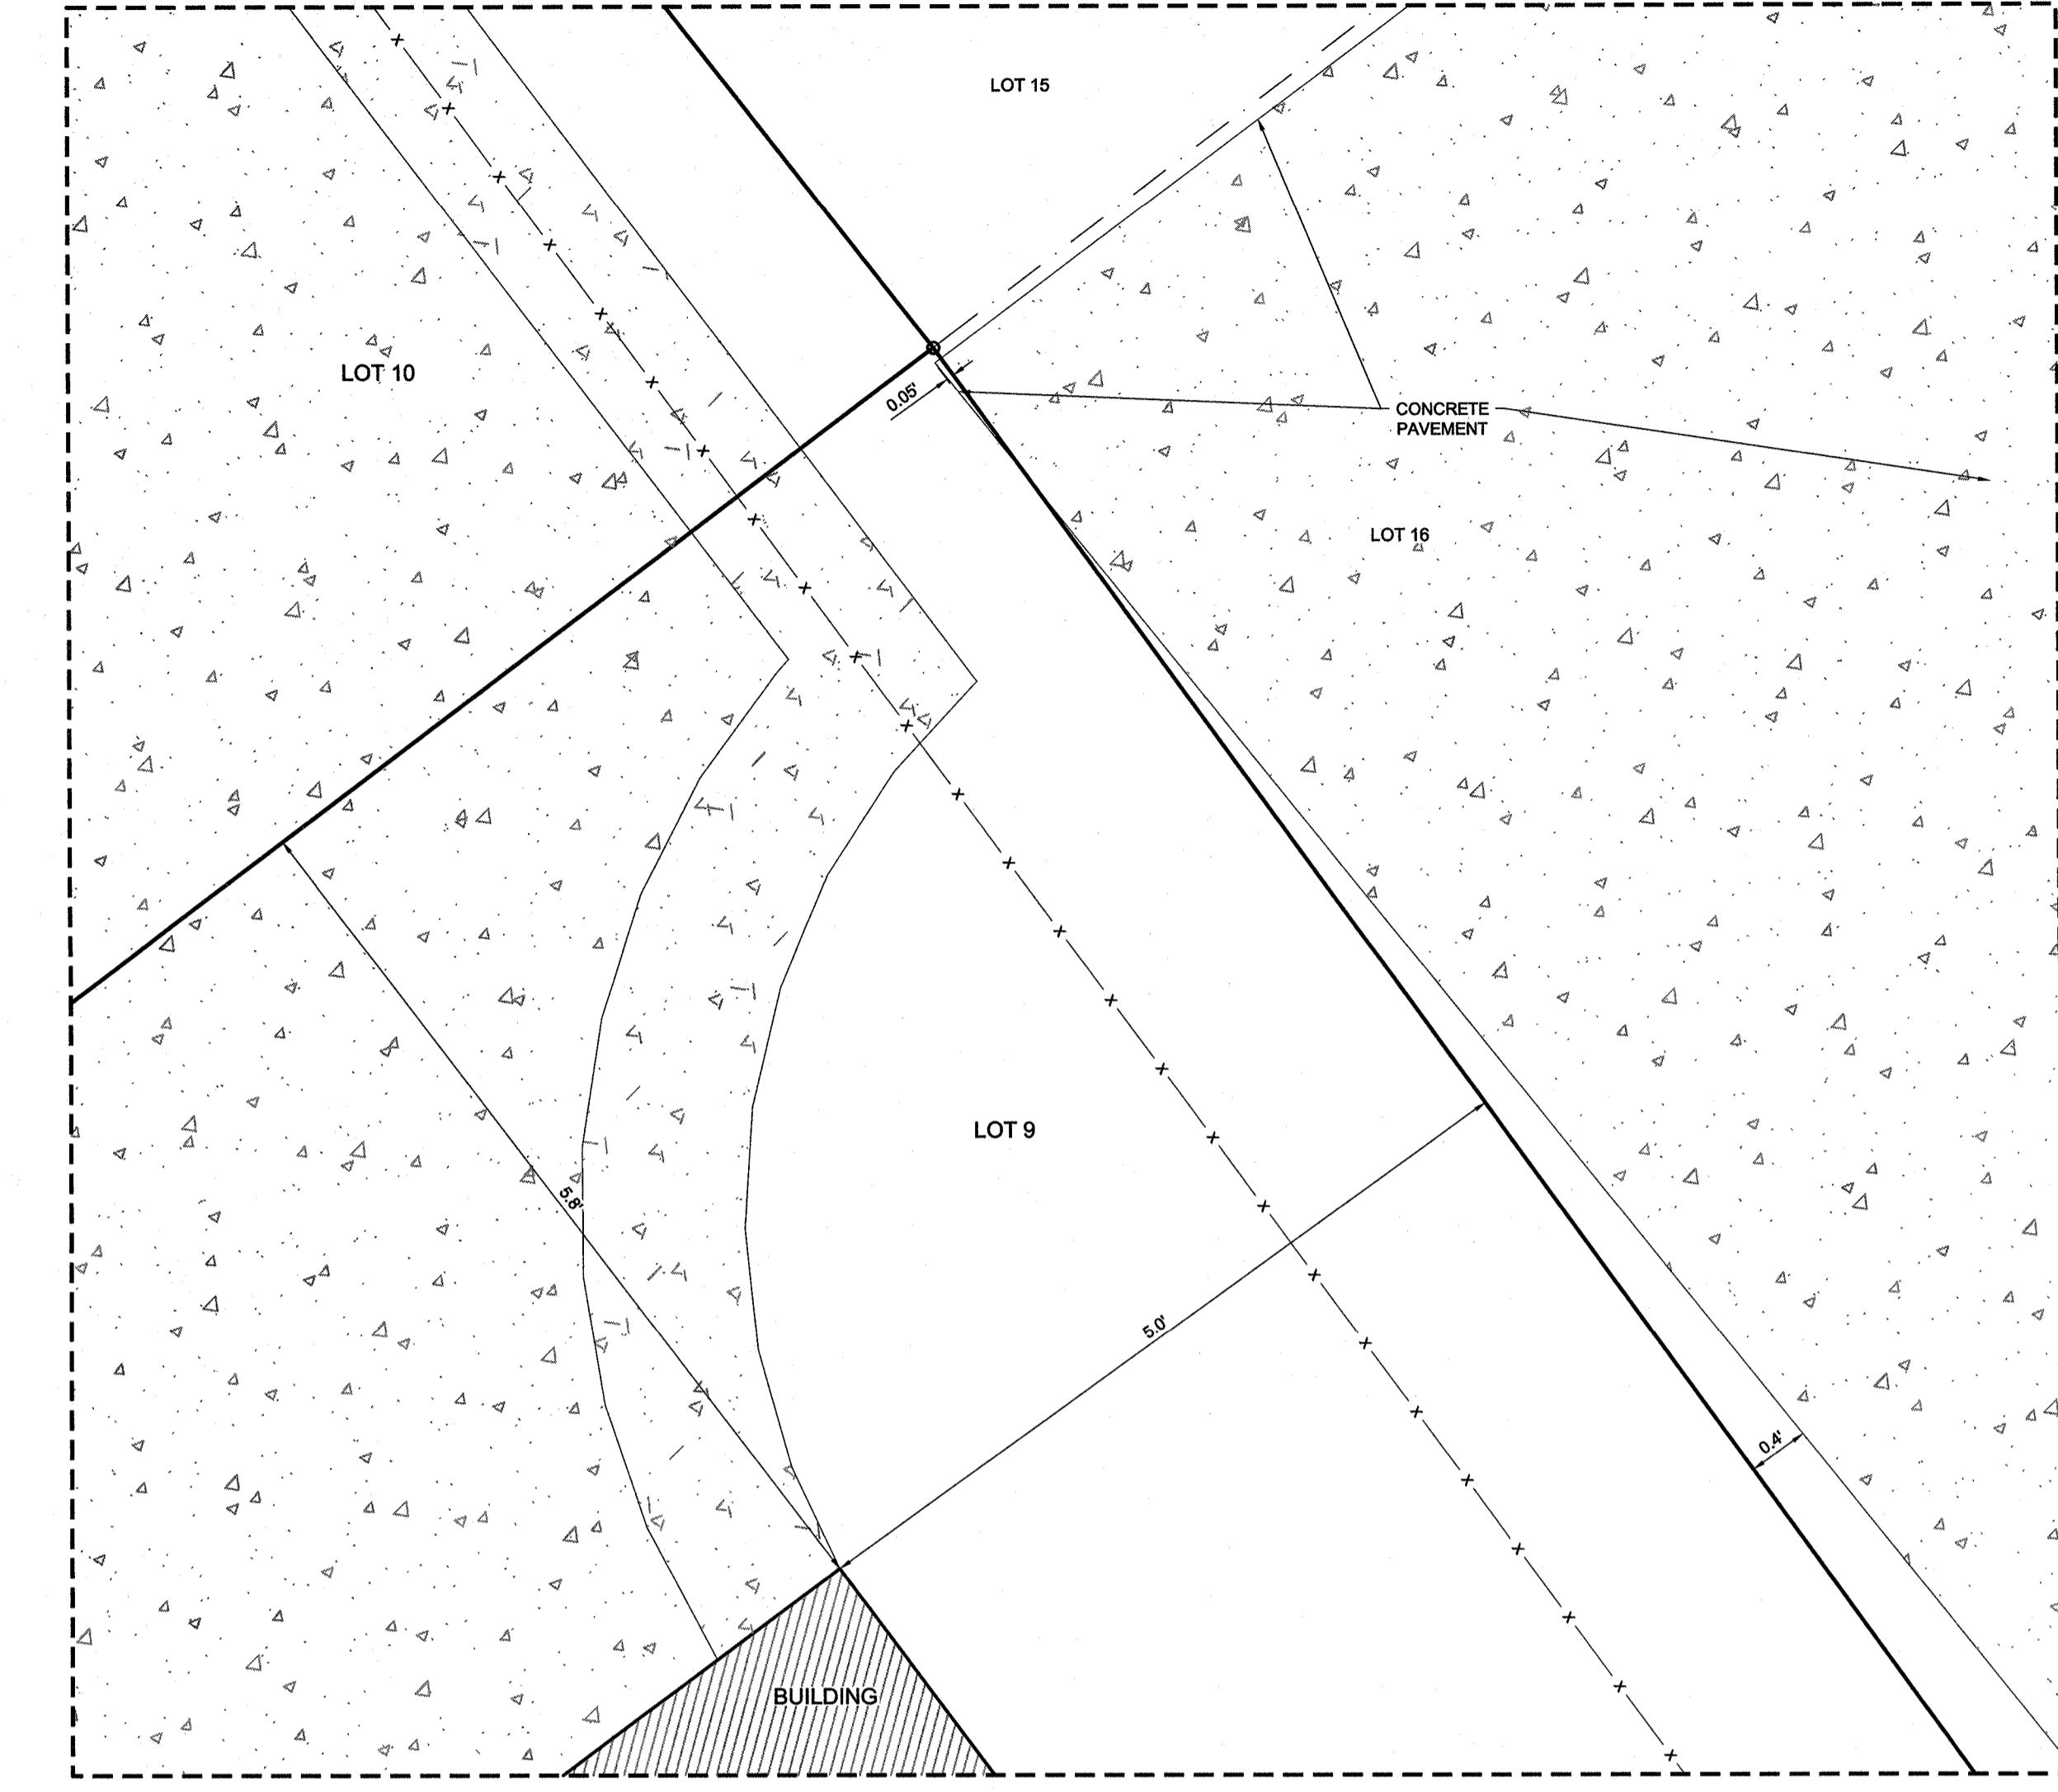 LOT 15
LOT 10
0.05'
CONCRETE
PAVEMENT
LOT 16
LOT 9
5.8'
5.0'
0.4'
BUILDING